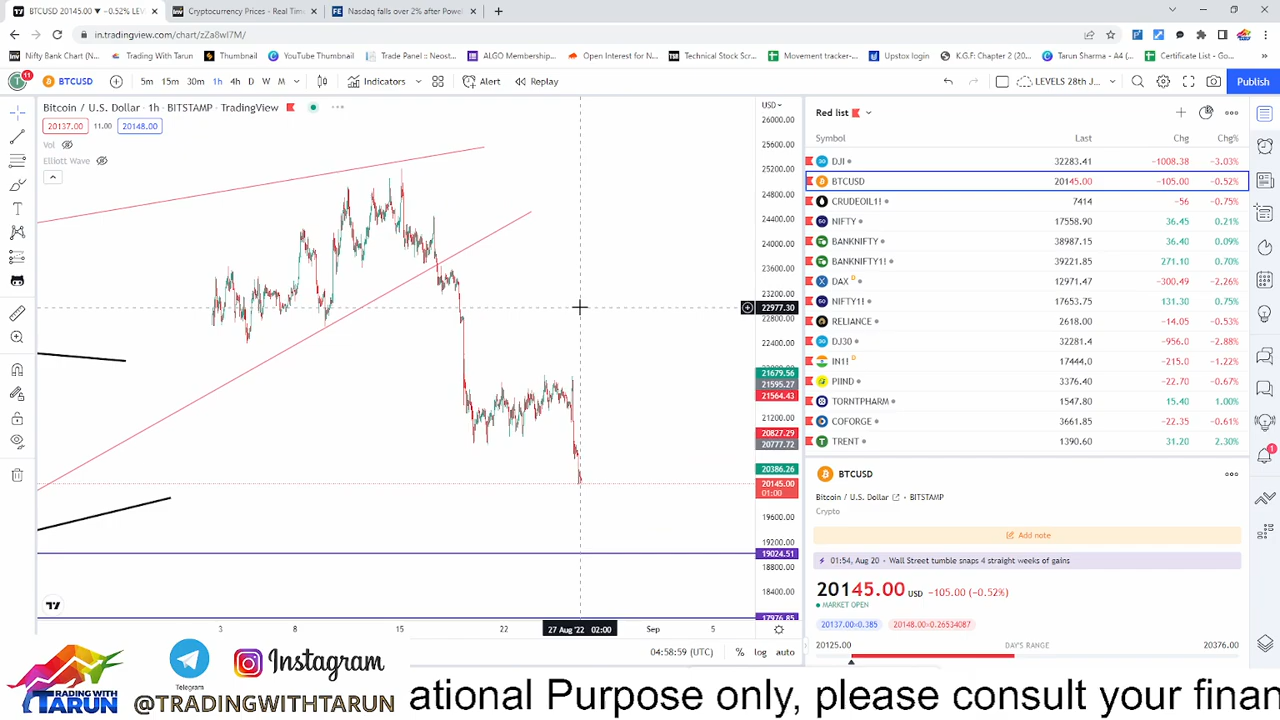 BTCUSD 20145.00 ▼ −0.52% LEVE
Cryptocurrency Prices - Real Time
Nasdaq falls over 2% after Powell
in.tradingview.com/chart/zZa8wI7M/
Nifty Bank Chart (N...
Trading With Tarun
Thumbnail
YouTube Thumbnail
Trade Panel :: Neost...
ALGO Membership...
Open Interest for N...
Technical Stock Scr...
Movement tracker-...
Upstox Login
K.G.F: Chapter 2 (20...
Tarun Sharma - A4 (...
Certificate List - Go...
11
BTCUSD
5m 15m 30m 1h 4h D W M
Indicators
Alert
Replay
LEVELS 28th J...
Publish
Bitcoin / U.S. Dollar · 1h · BITSTAMP · TradingView
20137.00 11.00 20148.00
Vol
Elliott Wave
USD
26000.00
25600.00
25200.00
24800.00
24400.00
24000.00
23600.00
23200.00
22977.30
22800.00
21679.56
21595.27
21564.43
21200.00
20827.29
20777.72
20386.26
20145.00
01:00
19600.00
19200.00
19024.51
18800.00
18400.00
17976.85
3 8 15 22 27 Aug '22 02:00 Sep 5
04:58:59 (UTC) % log auto
Red list
Symbol Last Chg Chg%
DJI 32283.41 −1008.38 −3.03%
BTCUSD 20145.00 −105.00 −0.52%
CRUDEOIL1! 7414 −56 −0.75%
NIFTY 17558.90 36.45 0.21%
BANKNIFTY 38987.15 36.40 0.09%
BANKNIFTY1! 39221.85 271.10 0.70%
DAX D 12971.47 −300.49 −2.26%
NIFTY1! 17653.75 131.30 0.75%
RELIANCE 2618.00 −14.05 −0.53%
DJ30 32281.4 −956.0 −2.88%
IN1! D 17444.0 −215.0 −1.22%
PIIND 3376.40 −22.70 −0.67%
TORNTPHARM 1547.80 15.40 1.00%
COFORGE 3661.85 −22.35 −0.61%
TRENT 1390.60 31.20 2.30%
BTCUSD
Bitcoin / U.S. Dollar • BITSTAMP
Crypto
Add note
01:54, Aug 20 • Wall Street tumble snaps 4 straight weeks of gains
20145.00 USD −105.00 (−0.52%)
MARKET OPEN
20137.00×0.385 20148.00×0.26534087
20125.00 DAY'S RANGE 20376.00
1
TRADING WITH
TARUN
Telegram
Instagram
@TRADINGWITHTARUN
ational Purpose only, please consult your finan